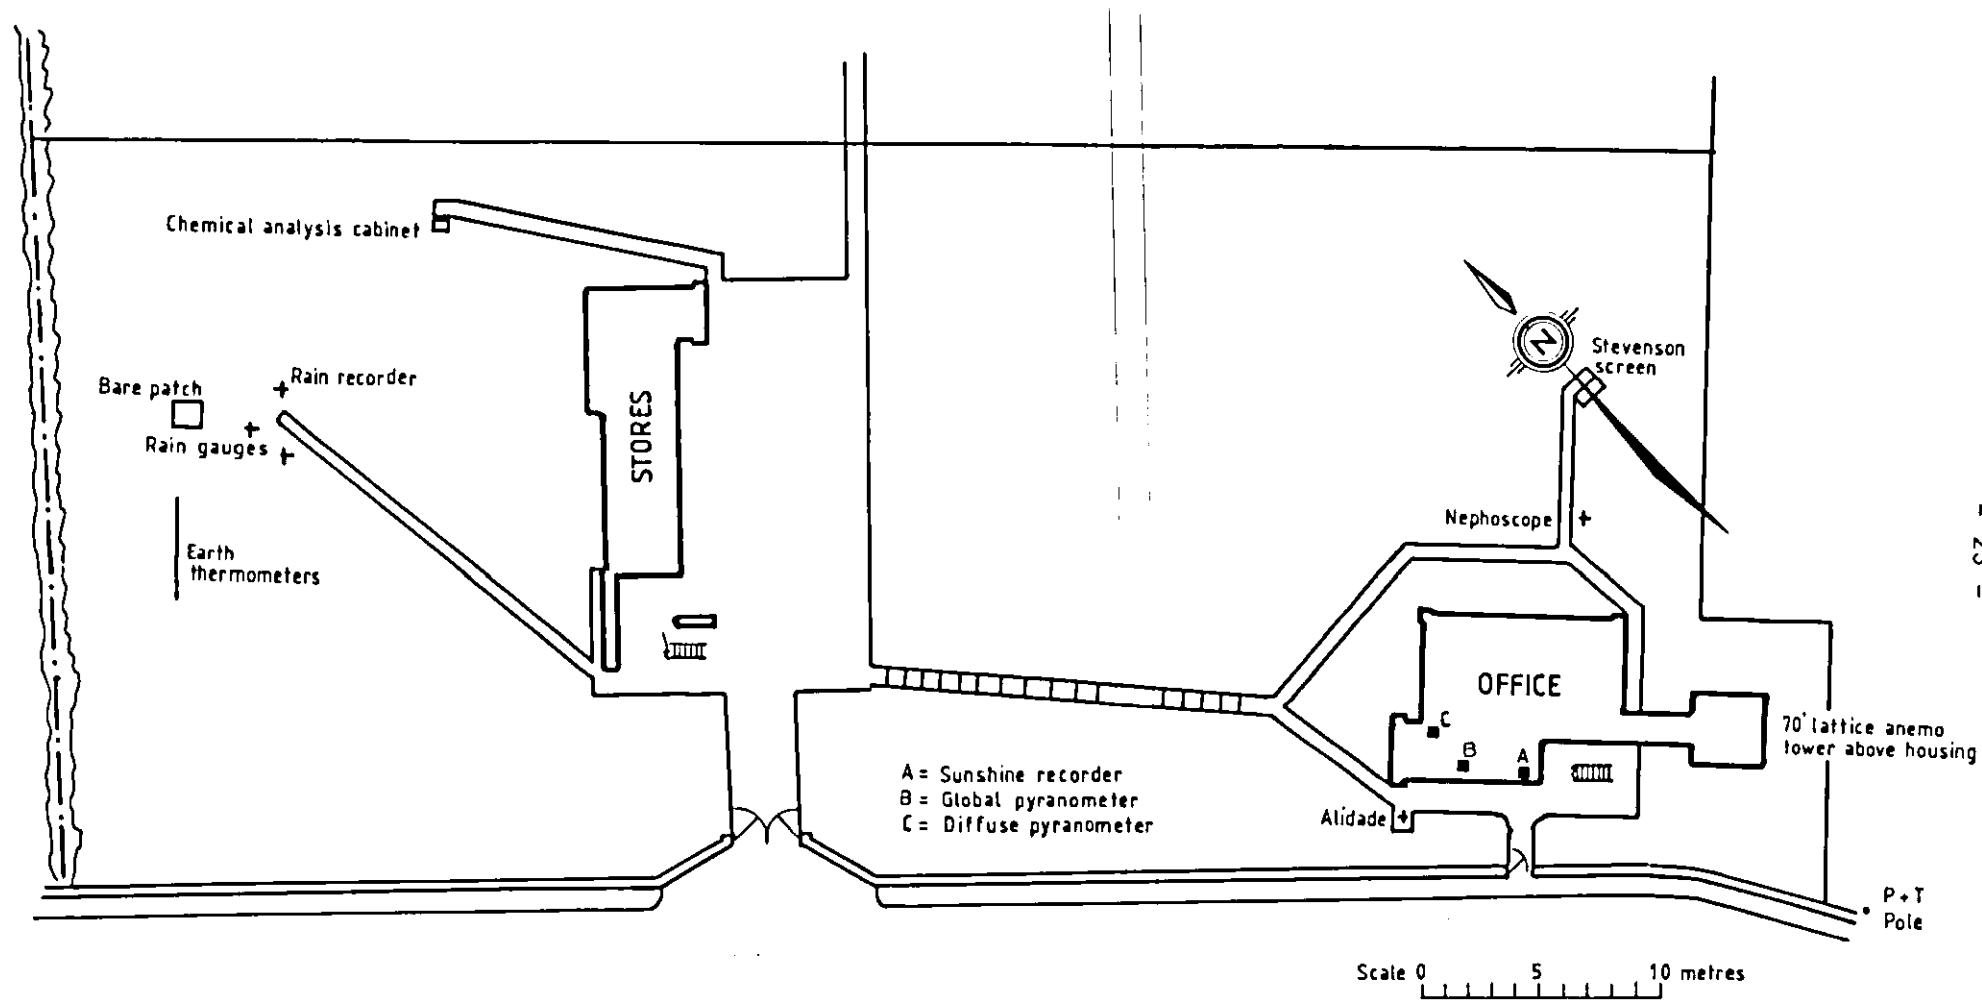 Chemical analysis cabinet
Rain recorder
Bare patch
Rain gauges
Earth
thermometers
STORES
N
Stevenson
screen
Nephoscope
OFFICE
C
B
A
70' lattice anemo
tower above housing
A = Sunshine recorder
B = Global pyranometer
C = Diffuse pyranometer
Alidade
P + T
Pole
Scale 0 5 10 metres